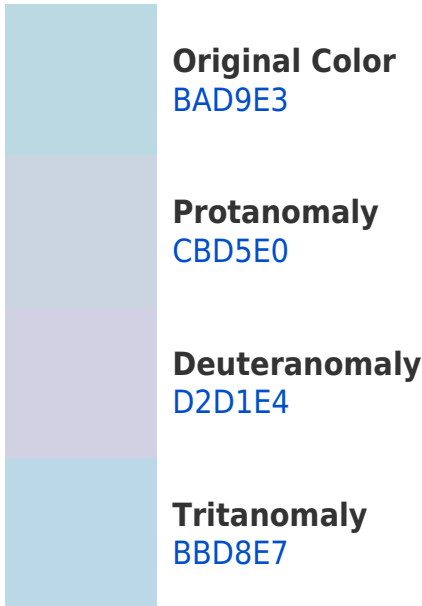 Original Color
BAD9E3
Protanomaly
CBD5E0
Deuteranomaly
D2D1E4
Tritanomaly
BBD8E7